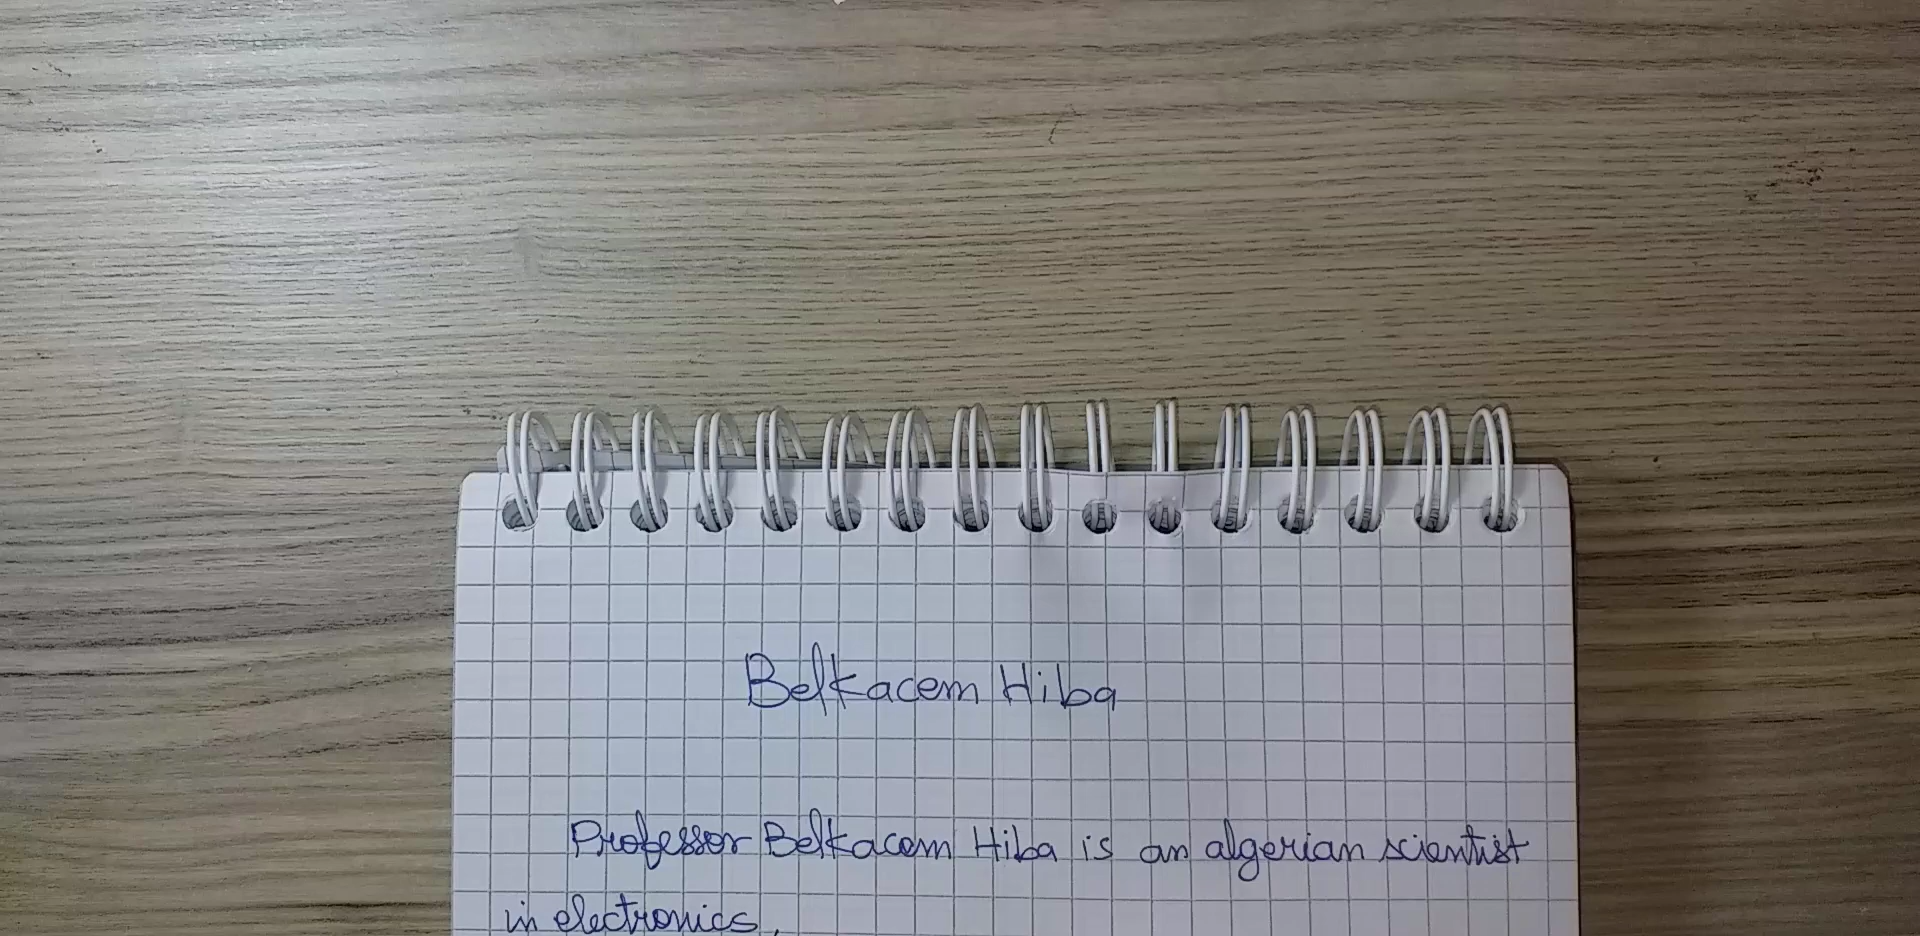 Belkacem Hiba
Professor Belkacem Hiba is an algerian scientist
in electronics.